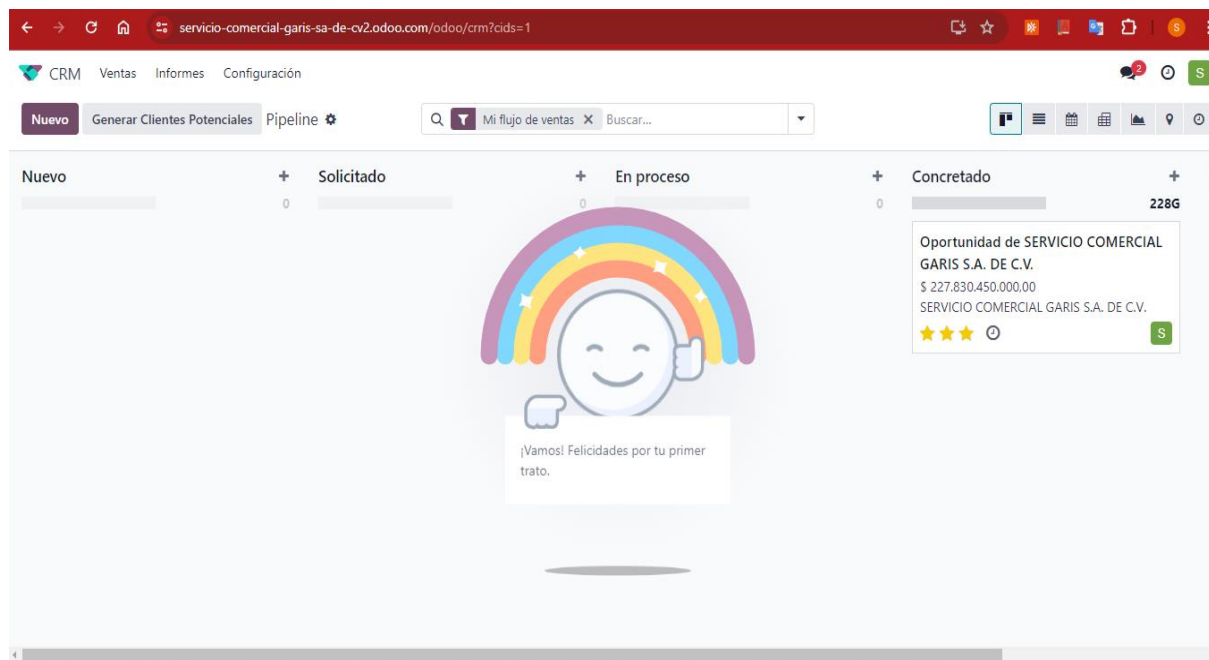 servicio-comercial-garis-sa-de-cv2.odoo.com/odoo/crm?cids=1
S
CRM Ventas Informes Configuración
2
S
Nuevo Generar Clientes Potenciales Pipeline Mi flujo de ventas Buscar...
Nuevo Solicitado En proceso Concretado
0 0 0 228G
Oportunidad de SERVICIO COMERCIAL
GARIS S.A. DE C.V.
$ 227.830.450.000,00
SERVICIO COMERCIAL GARIS S.A. DE C.V.
S
¡Vamos! Felicidades por tu primer
trato.